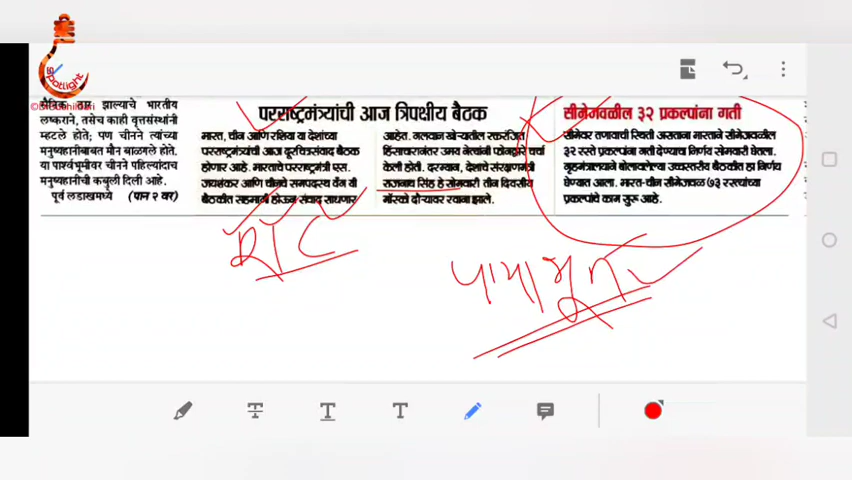 Spotlight
सैनिक ठार झाल्याचे भारतीय
लष्कराने, तसेच काही वृत्तसंस्थांनी
म्हटले होते; पण चीनने त्यांच्या
मनुष्यहानीबाबत मौन बाळगले होते.
या पार्श्वभूमीवर चीनने पहिल्यांदाच
मनुष्यहानीची कबुली दिली आहे.
पूर्व लडाखमध्ये (पान २ वर)
परराष्ट्रमंत्र्यांची आज त्रिपक्षीय बैठक
भारत, चीन आणि रशिया या देशांच्या
परराष्ट्रमंत्र्यांची आज दूरचित्रसंवाद बैठक
होणार आहे. भारताचे परराष्ट्रमंत्री एस.
जयशंकर आणि चीनचे समपदस्थ वँग यी
बैठकीत सहभागी होऊन संवाद साधणार
आहेत. गलवान खोऱ्यातील रक्तरंजित
हिंसाचारानंतर उभय नेत्यांनी फोनद्वारे चर्चा
केली होती. दरम्यान, देशाचे संरक्षणमंत्री
राजनाथ सिंह हे सोमवारी तीन दिवसीय
मॉस्को दौऱ्यावर रवाना झाले.
सीमेजवळील ३२ प्रकल्पांना गती
सीमेवर तणावाची स्थिती असताना भारताने सीमेजवळील
३२ रस्ते प्रकल्पांना गती देण्याचा निर्णय सोमवारी घेतला.
गृहमंत्रालयाने बोलावलेल्या उच्चस्तरीय बैठकीत हा निर्णय
घेण्यात आला. भारत-चीन सीमेजवळ ७३ रस्त्यांच्या
प्रकल्पांचे काम सुरू आहे.
पायाभूत
T T T